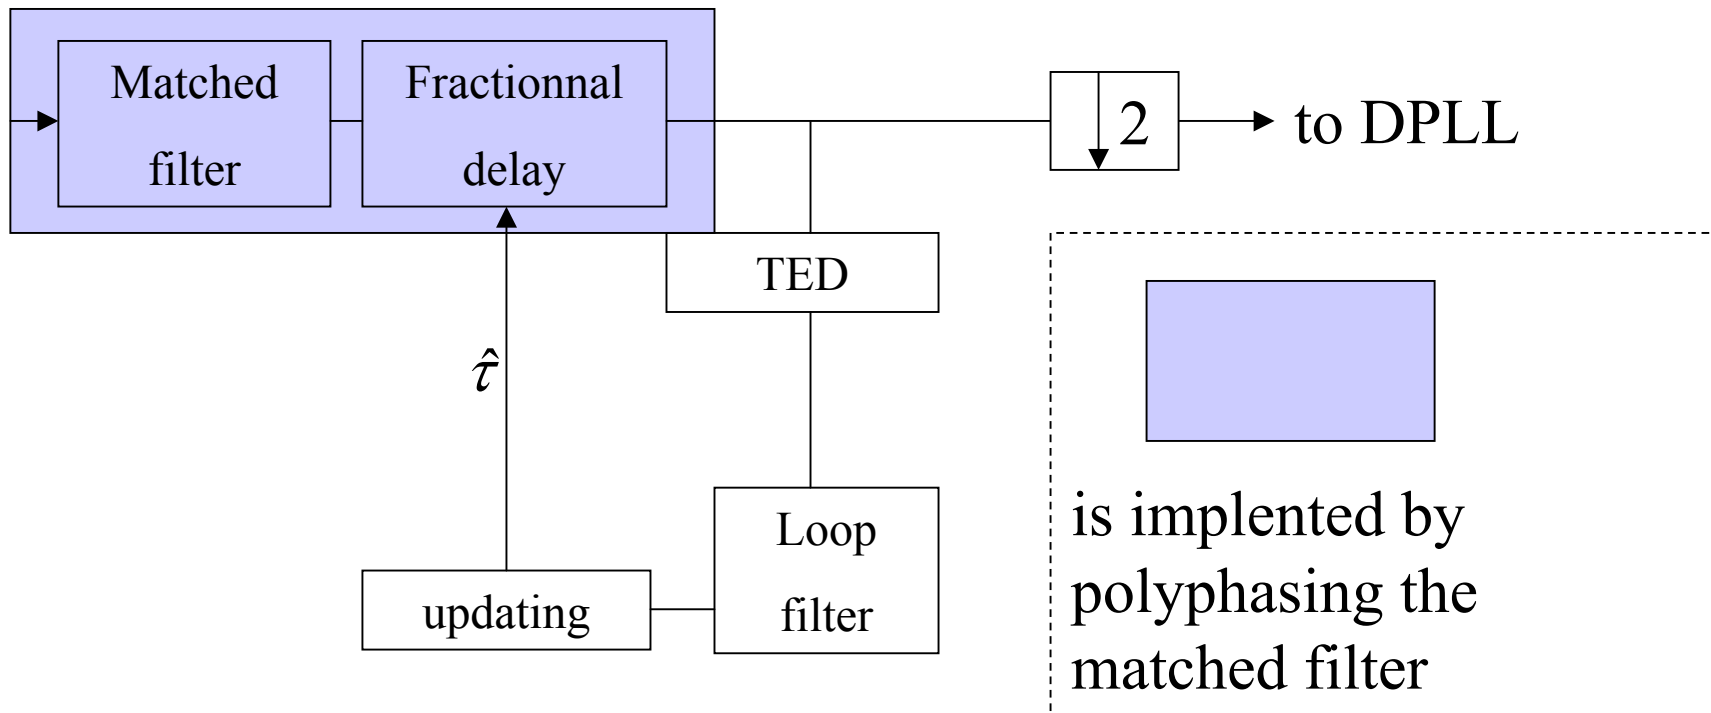 Matched
filter
Fractionnal
delay
2
to DPLL
TED
τ̂
Loop
filter
updating
is implented by
polyphasing the
matched filter